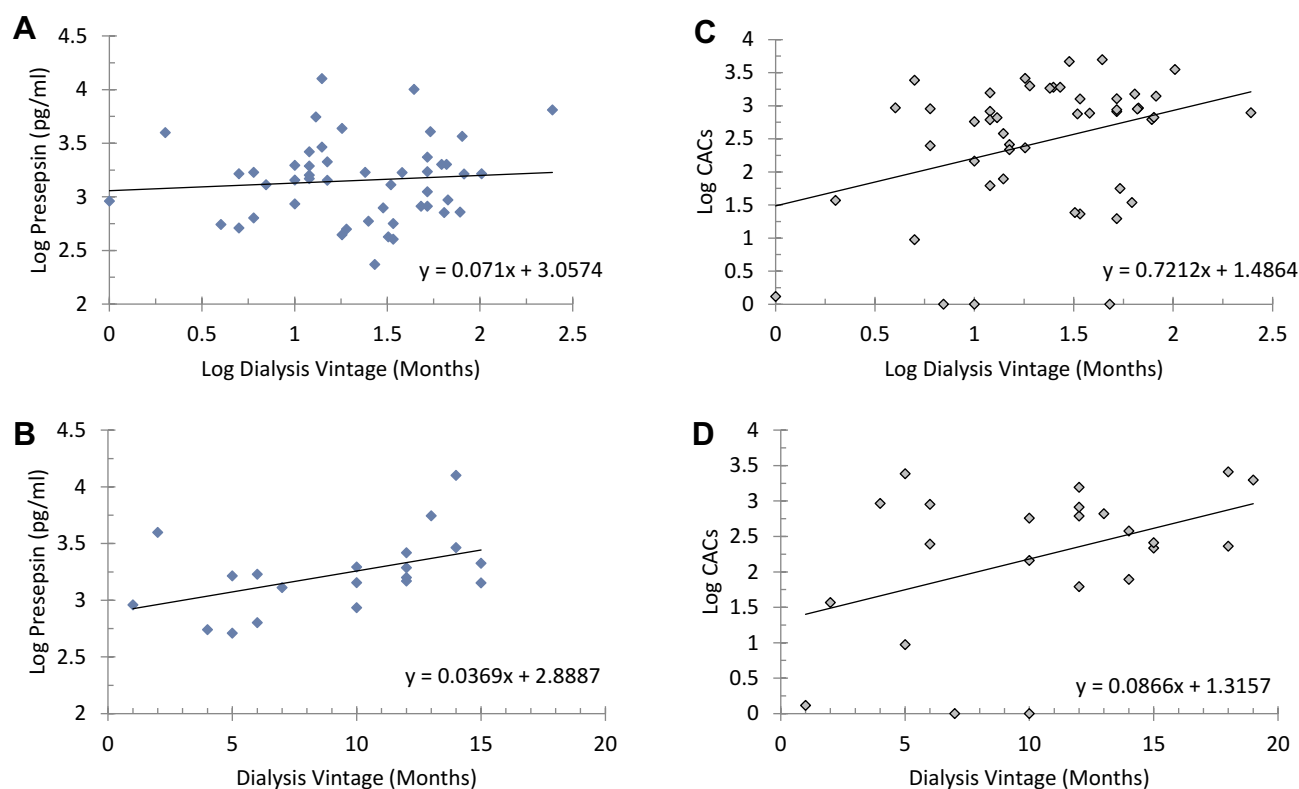 A
Log Presepsin (pg/ml)
4.5
4
3.5
3
2.5
2
y = 0.071x + 3.0574
0 0.5 1 1.5 2 2.5
Log Dialysis Vintage (Months)
C
Log CACs
4
3.5
3
2.5
2
1.5
1
0.5
0
y = 0.7212x + 1.4864
0 0.5 1 1.5 2 2.5
Log Dialysis Vintage (Months)
B
Log Presepsin (pg/ml)
4.5
4
3.5
3
2.5
2
y = 0.0369x + 2.8887
0 5 10 15 20
Dialysis Vintage (Months)
D
Log CACs
4
3.5
3
2.5
2
1.5
1
0.5
0
y = 0.0866x + 1.3157
0 5 10 15 20
Dialysis Vintage (Months)